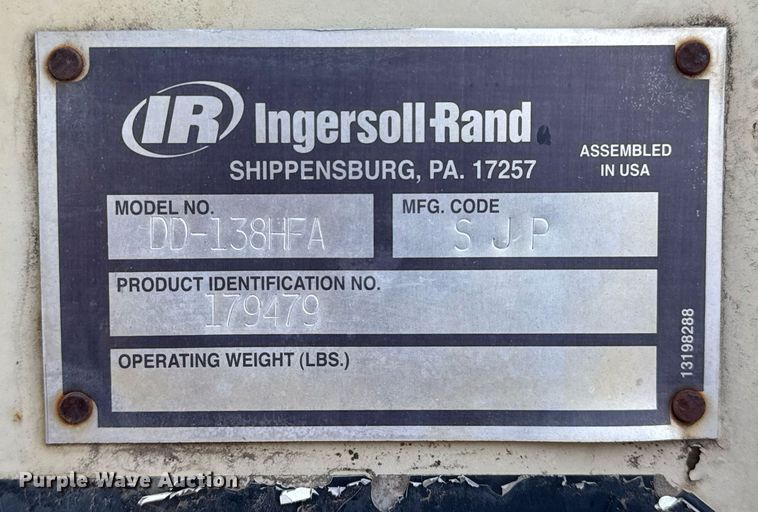 IR Ingersoll-Rand
SHIPPENSBURG, PA. 17257
ASSEMBLED
IN USA
MODEL NO.
DD-138HFA
MFG. CODE
S J P
PRODUCT IDENTIFICATION NO.
179479
OPERATING WEIGHT (LBS.)
13198288
Purple Wave Auction